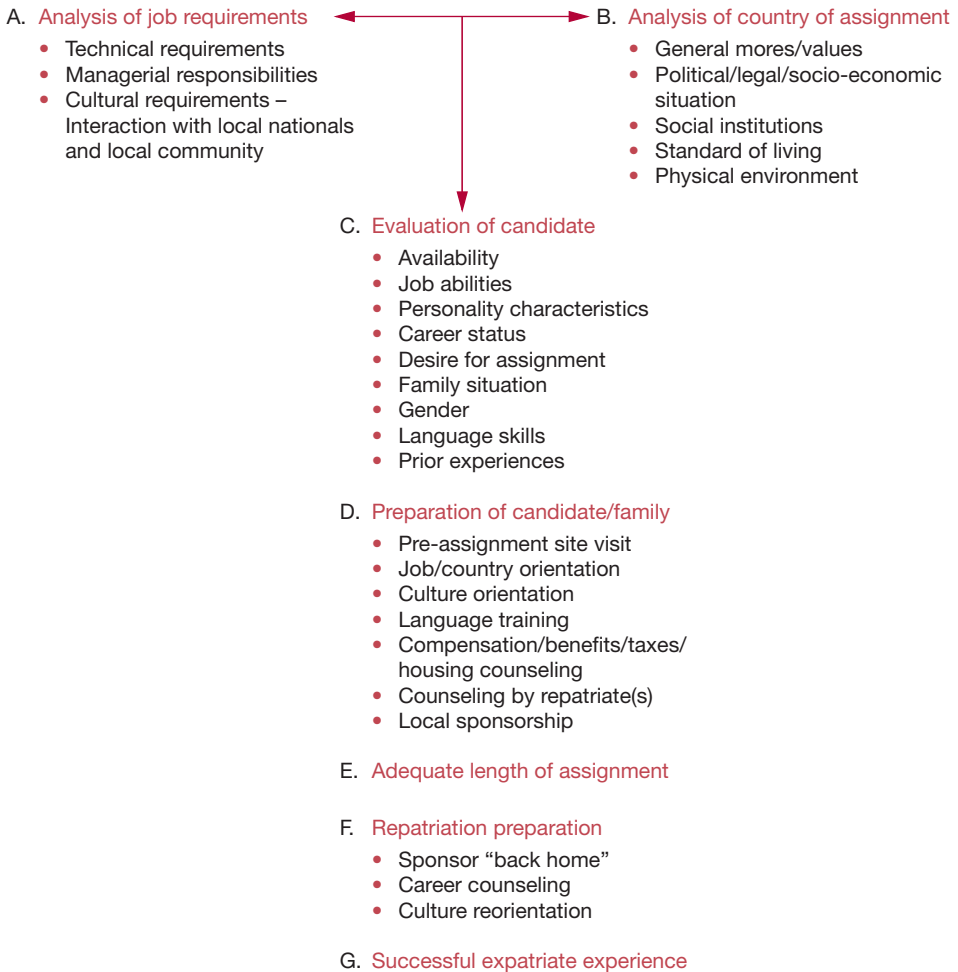 A. Analysis of job requirements
• Technical requirements
• Managerial responsibilities
• Cultural requirements –
Interaction with local nationals
and local community
B. Analysis of country of assignment
• General mores/values
• Political/legal/socio-economic
situation
• Social institutions
• Standard of living
• Physical environment
C. Evaluation of candidate
• Availability
• Job abilities
• Personality characteristics
• Career status
• Desire for assignment
• Family situation
• Gender
• Language skills
• Prior experiences
D. Preparation of candidate/family
• Pre-assignment site visit
• Job/country orientation
• Culture orientation
• Language training
• Compensation/benefits/taxes/
housing counseling
• Counseling by repatriate(s)
• Local sponsorship
E. Adequate length of assignment
F. Repatriation preparation
• Sponsor “back home”
• Career counseling
• Culture reorientation
G. Successful expatriate experience